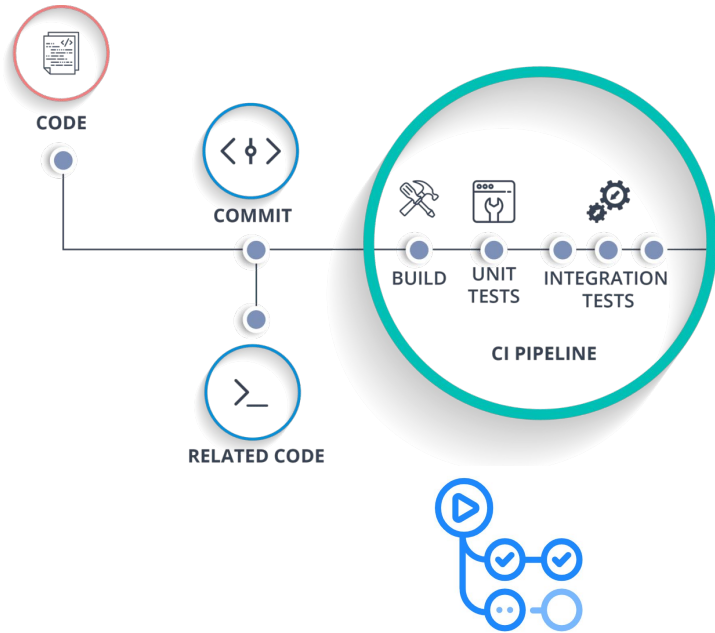 CODE
COMMIT
RELATED CODE
BUILD
UNIT
TESTS
INTEGRATION
TESTS
CI PIPELINE